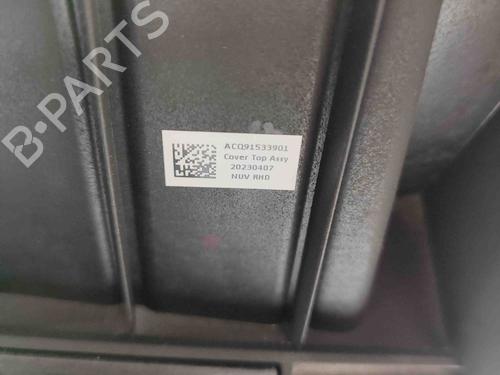 B-PARTS
ACQ91533901
Cover Top Assy
20230407
NUV RHD